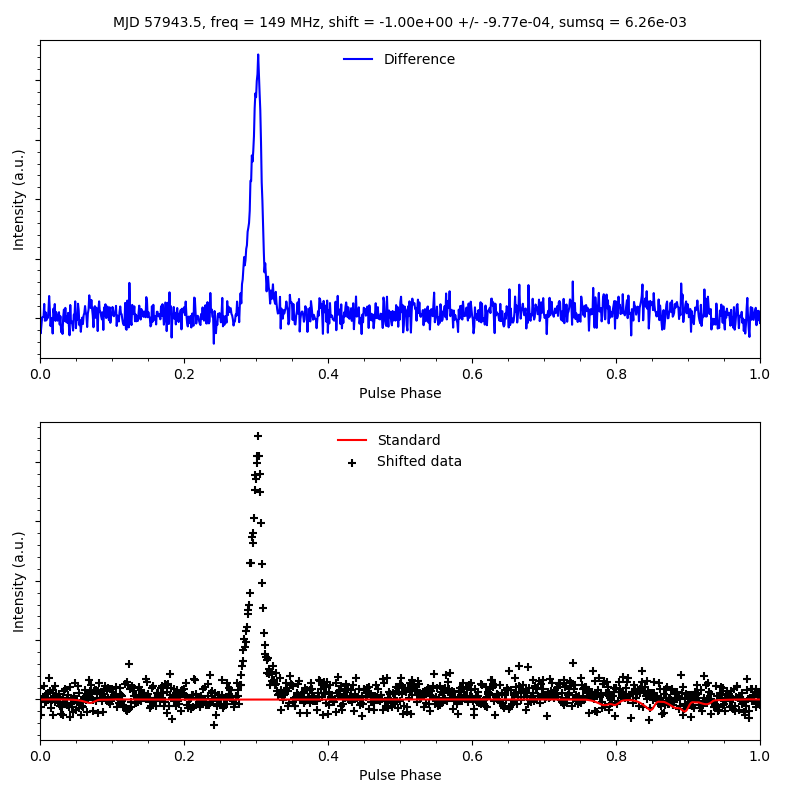 MJD 57943.5, freq = 149 MHz, shift = -1.00e+00 +/- -9.77e-04, sumsq = 6.26e-03
Difference
Intensity (a.u.)
0.0 0.2 0.4 0.6 0.8 1.0
Pulse Phase
Standard
Shifted data
Intensity (a.u.)
0.0 0.2 0.4 0.6 0.8 1.0
Pulse Phase